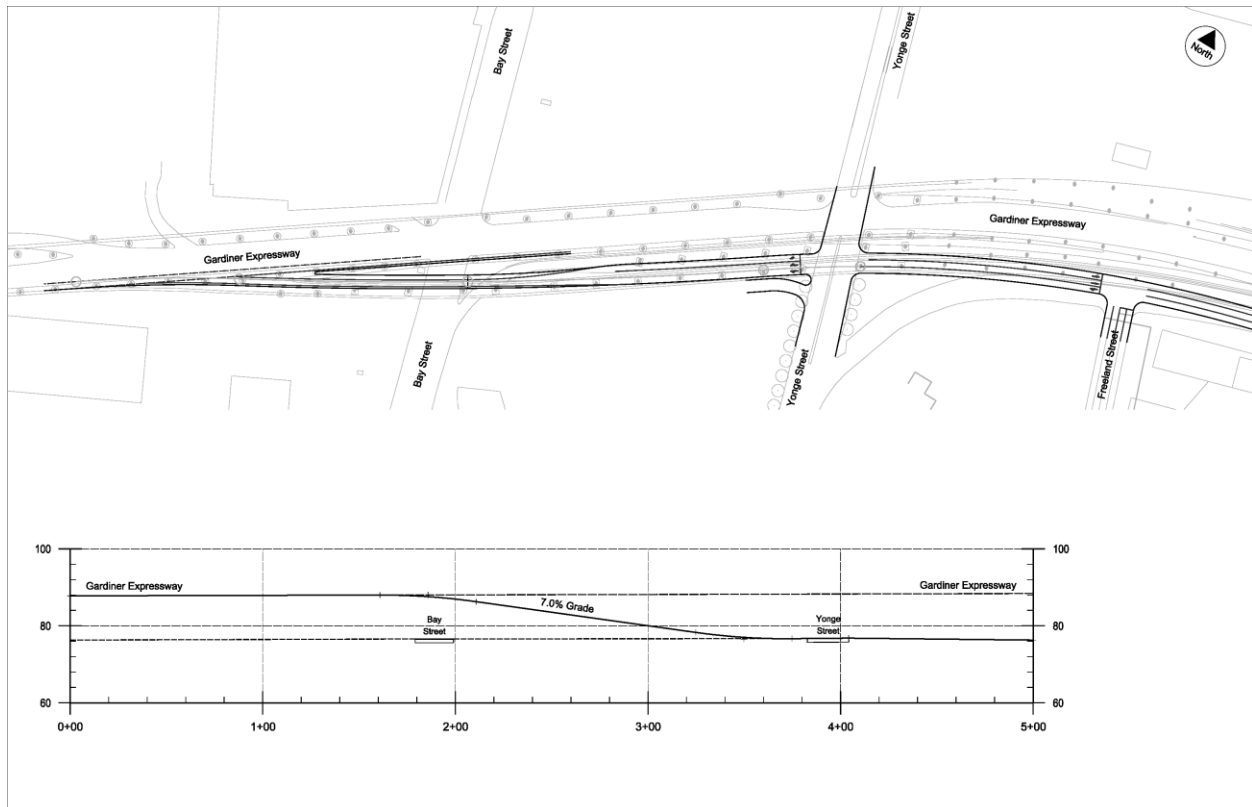 Bay Street
Yonge Street
North
Gardiner Expressway
Gardiner Expressway
Bay Street
Yonge Street
Freeland Street
100
100
Gardiner Expressway
Gardiner Expressway
7.0% Grade
Bay
Street
Yonge
Street
80
80
60
60
0+00
1+00
2+00
3+00
4+00
5+00